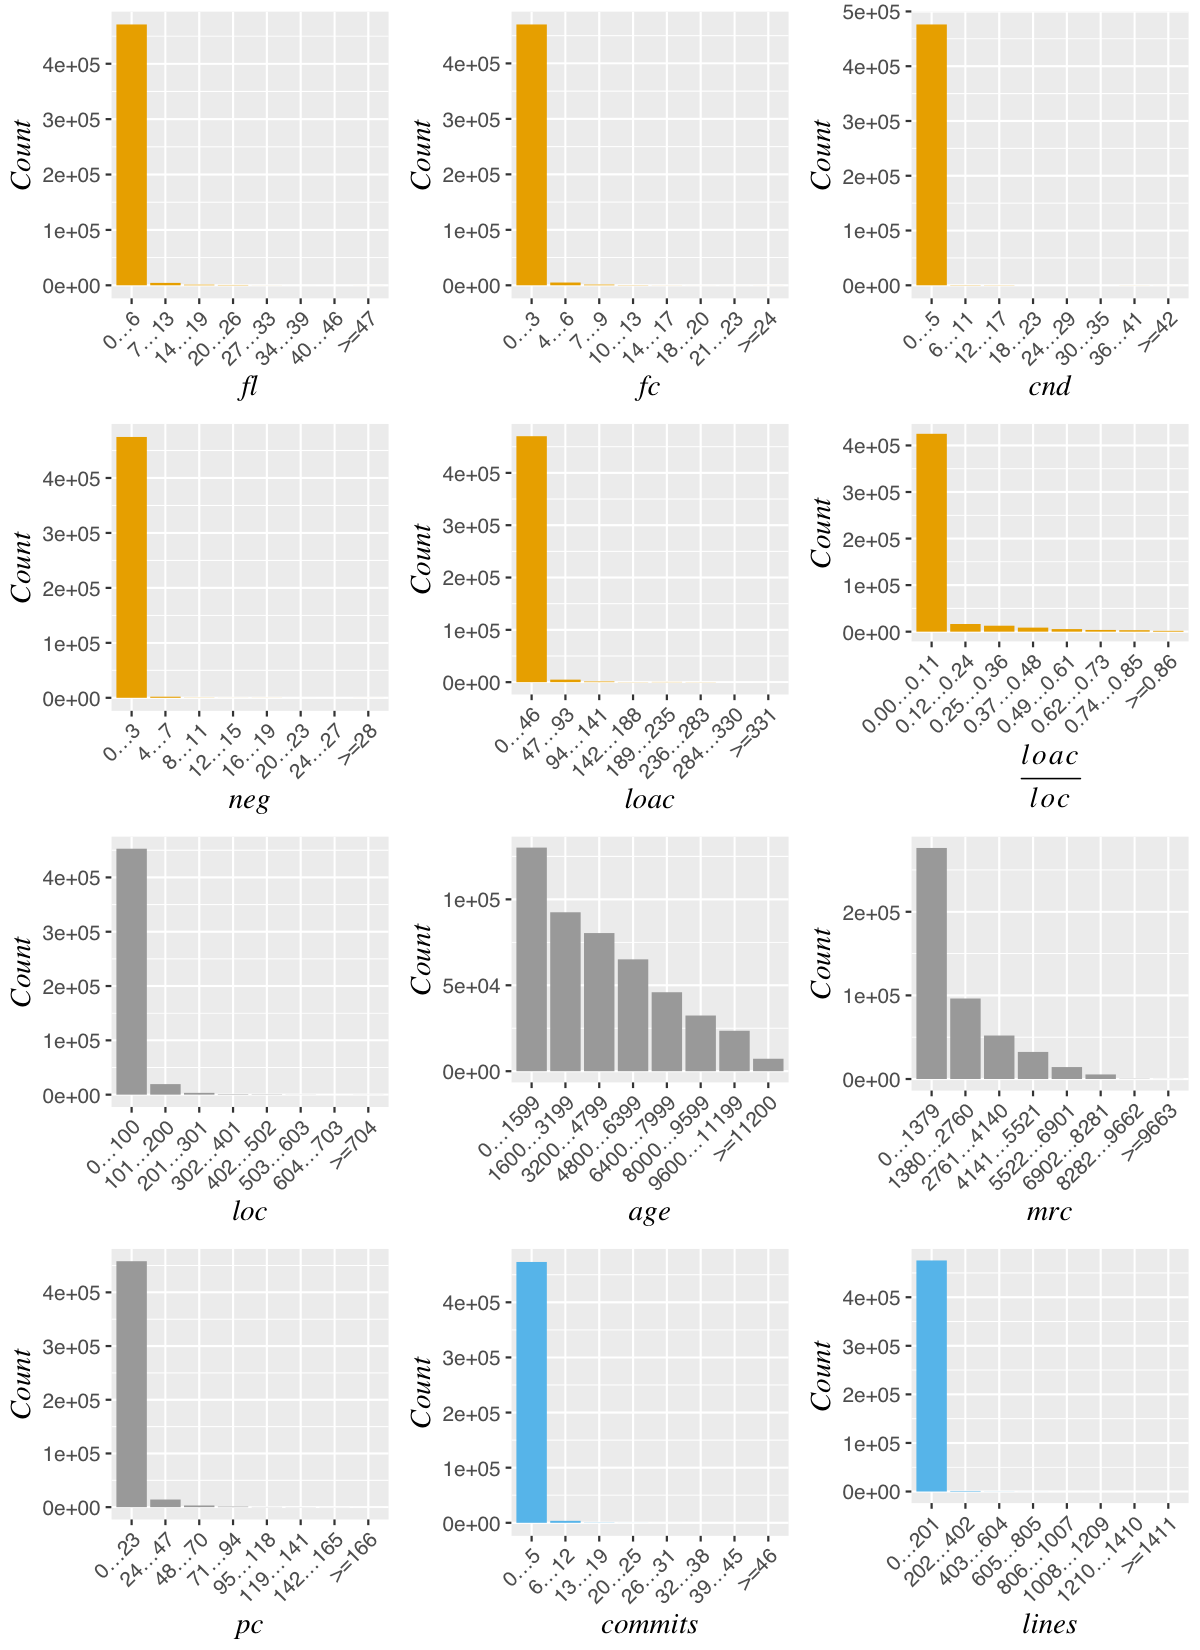 Count
4e+05
3e+05
2e+05
1e+05
0e+00
0...6
7...13
14...19
20...26
27...33
34...39
40...46
>=47
fl
Count
4e+05
3e+05
2e+05
1e+05
0e+00
0...3
4...6
7...9
10...13
14...17
18...20
21...23
>=24
fc
Count
5e+05
4e+05
3e+05
2e+05
1e+05
0e+00
0...5
6...11
12...17
18...23
24...29
30...35
36...41
>=42
cnd
Count
4e+05
3e+05
2e+05
1e+05
0e+00
0...3
4...7
8...11
12...15
16...19
20...23
24...27
>=28
neg
Count
4e+05
3e+05
2e+05
1e+05
0e+00
0...46
47...93
94...141
142...188
189...235
236...283
284...330
>=331
loac
Count
4e+05
3e+05
2e+05
1e+05
0e+00
0.00...0.11
0.12...0.24
0.25...0.36
0.37...0.48
0.49...0.61
0.62...0.73
0.74...0.85
>=0.86
loac
loc
Count
4e+05
3e+05
2e+05
1e+05
0e+00
0...100
101...200
201...301
302...401
402...502
503...603
604...703
>=704
loc
Count
1e+05
5e+04
0e+00
0...1599
1600...3199
3200...4799
4800...6399
6400...7999
8000...9599
9600...11199
>=11200
age
Count
2e+05
1e+05
0e+00
0...1379
1380...2760
2761...4140
4141...5521
5522...6901
6902...8281
8282...9662
>=9663
mrc
Count
4e+05
3e+05
2e+05
1e+05
0e+00
0...23
24...47
48...70
71...94
95...118
119...141
142...165
>=166
pc
Count
4e+05
3e+05
2e+05
1e+05
0e+00
0...5
6...12
13...19
20...25
26...31
32...38
39...45
>=46
commits
Count
4e+05
3e+05
2e+05
1e+05
0e+00
0...201
202...402
403...604
605...805
806...1007
1008...1209
1210...1410
>=1411
lines